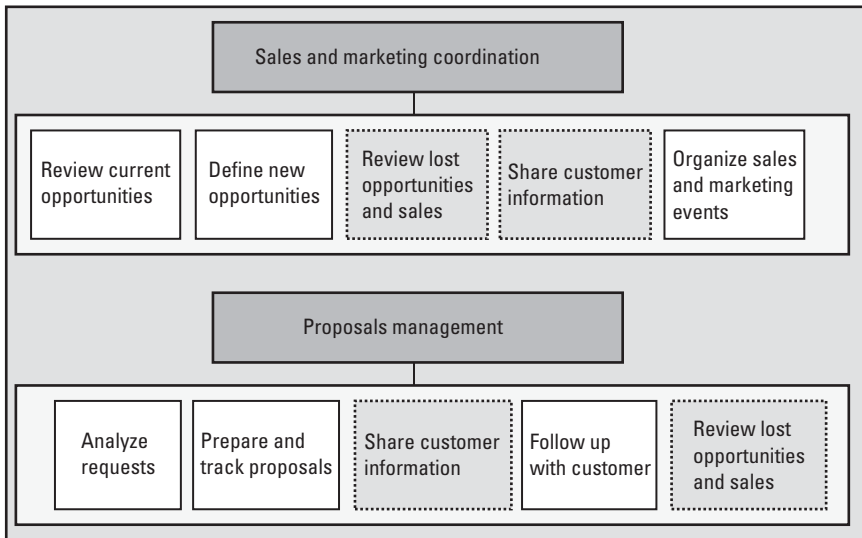 Sales and marketing coordination
Review current
opportunities
Define new
opportunities
Review lost
opportunities
and sales
Share customer
information
Organize sales
and marketing
events
Proposals management
Analyze
requests
Prepare and
track proposals
Share customer
information
Follow up
with customer
Review lost
opportunities
and sales